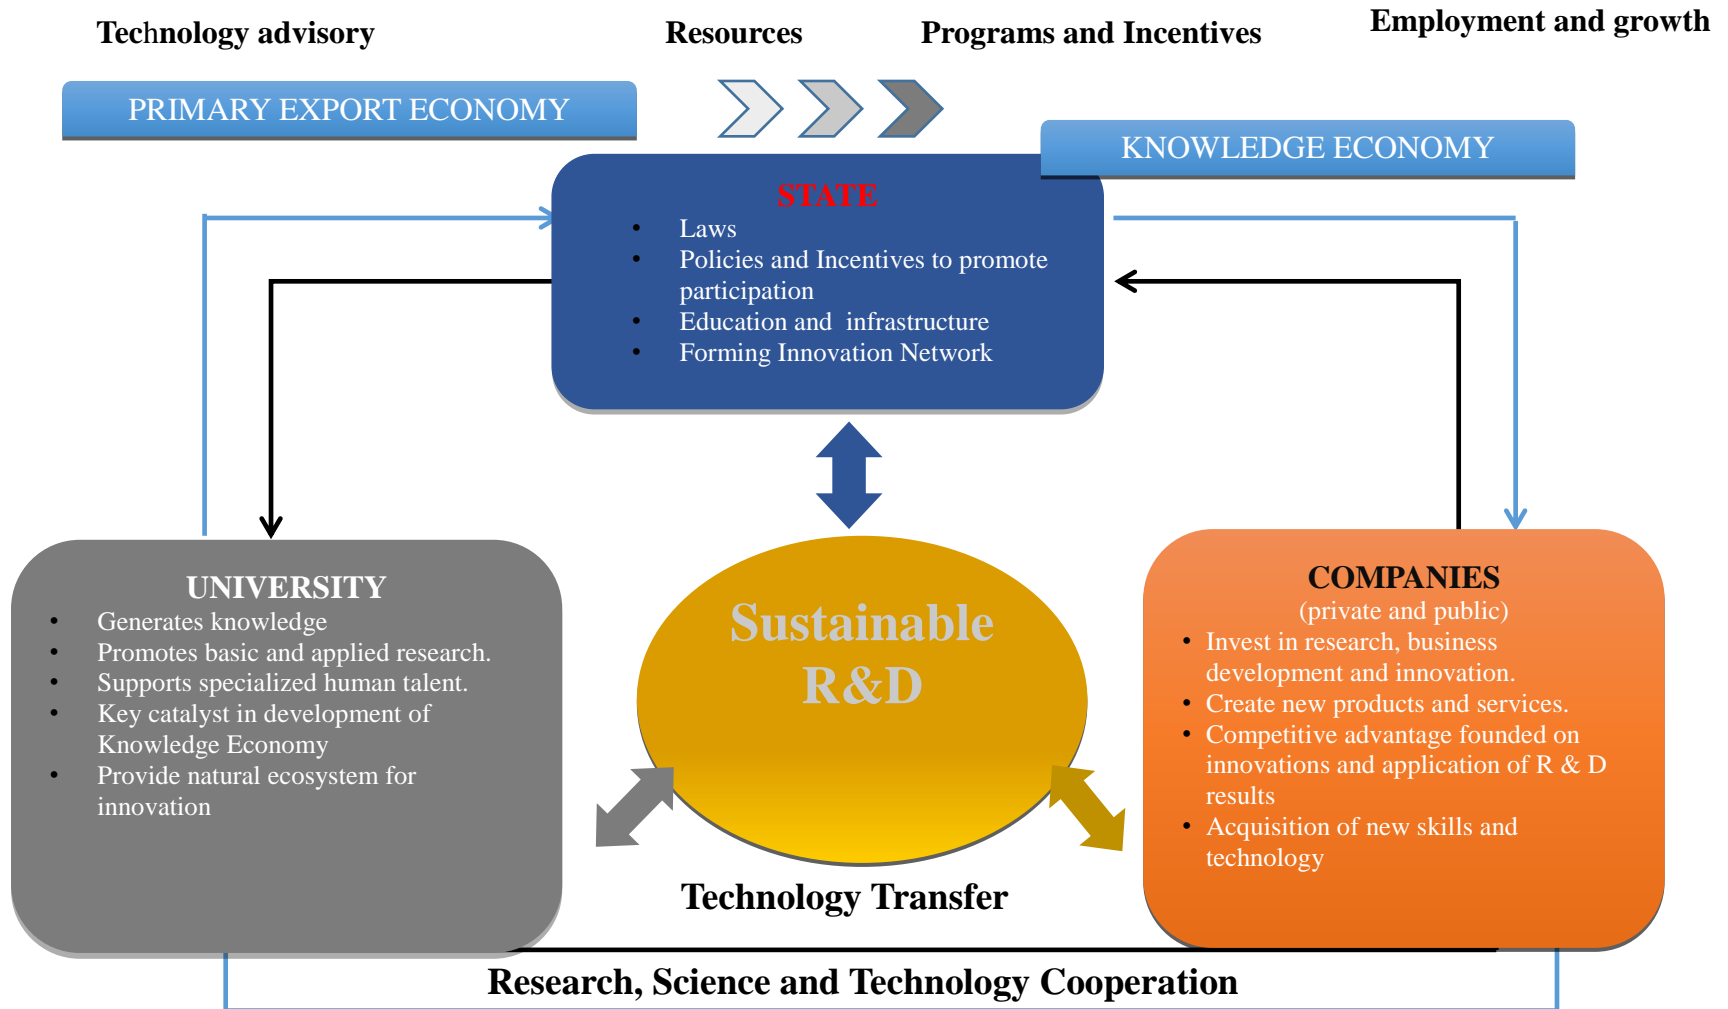 Technology advisory
Resources
Programs and Incentives
Employment and growth
PRIMARY EXPORT ECONOMY
KNOWLEDGE ECONOMY
STATE
• Laws
• Policies and Incentives to promote
participation
• Education and infrastructure
• Forming Innovation Network
UNIVERSITY
• Generates knowledge
• Promotes basic and applied research.
• Supports specialized human talent.
• Key catalyst in development of
Knowledge Economy
• Provide natural ecosystem for
innovation
Sustainable
R&D
COMPANIES
(private and public)
• Invest in research, business
development and innovation.
• Create new products and services.
• Competitive advantage founded on
innovations and application of R & D
results
• Acquisition of new skills and
technology
Technology Transfer
Research, Science and Technology Cooperation